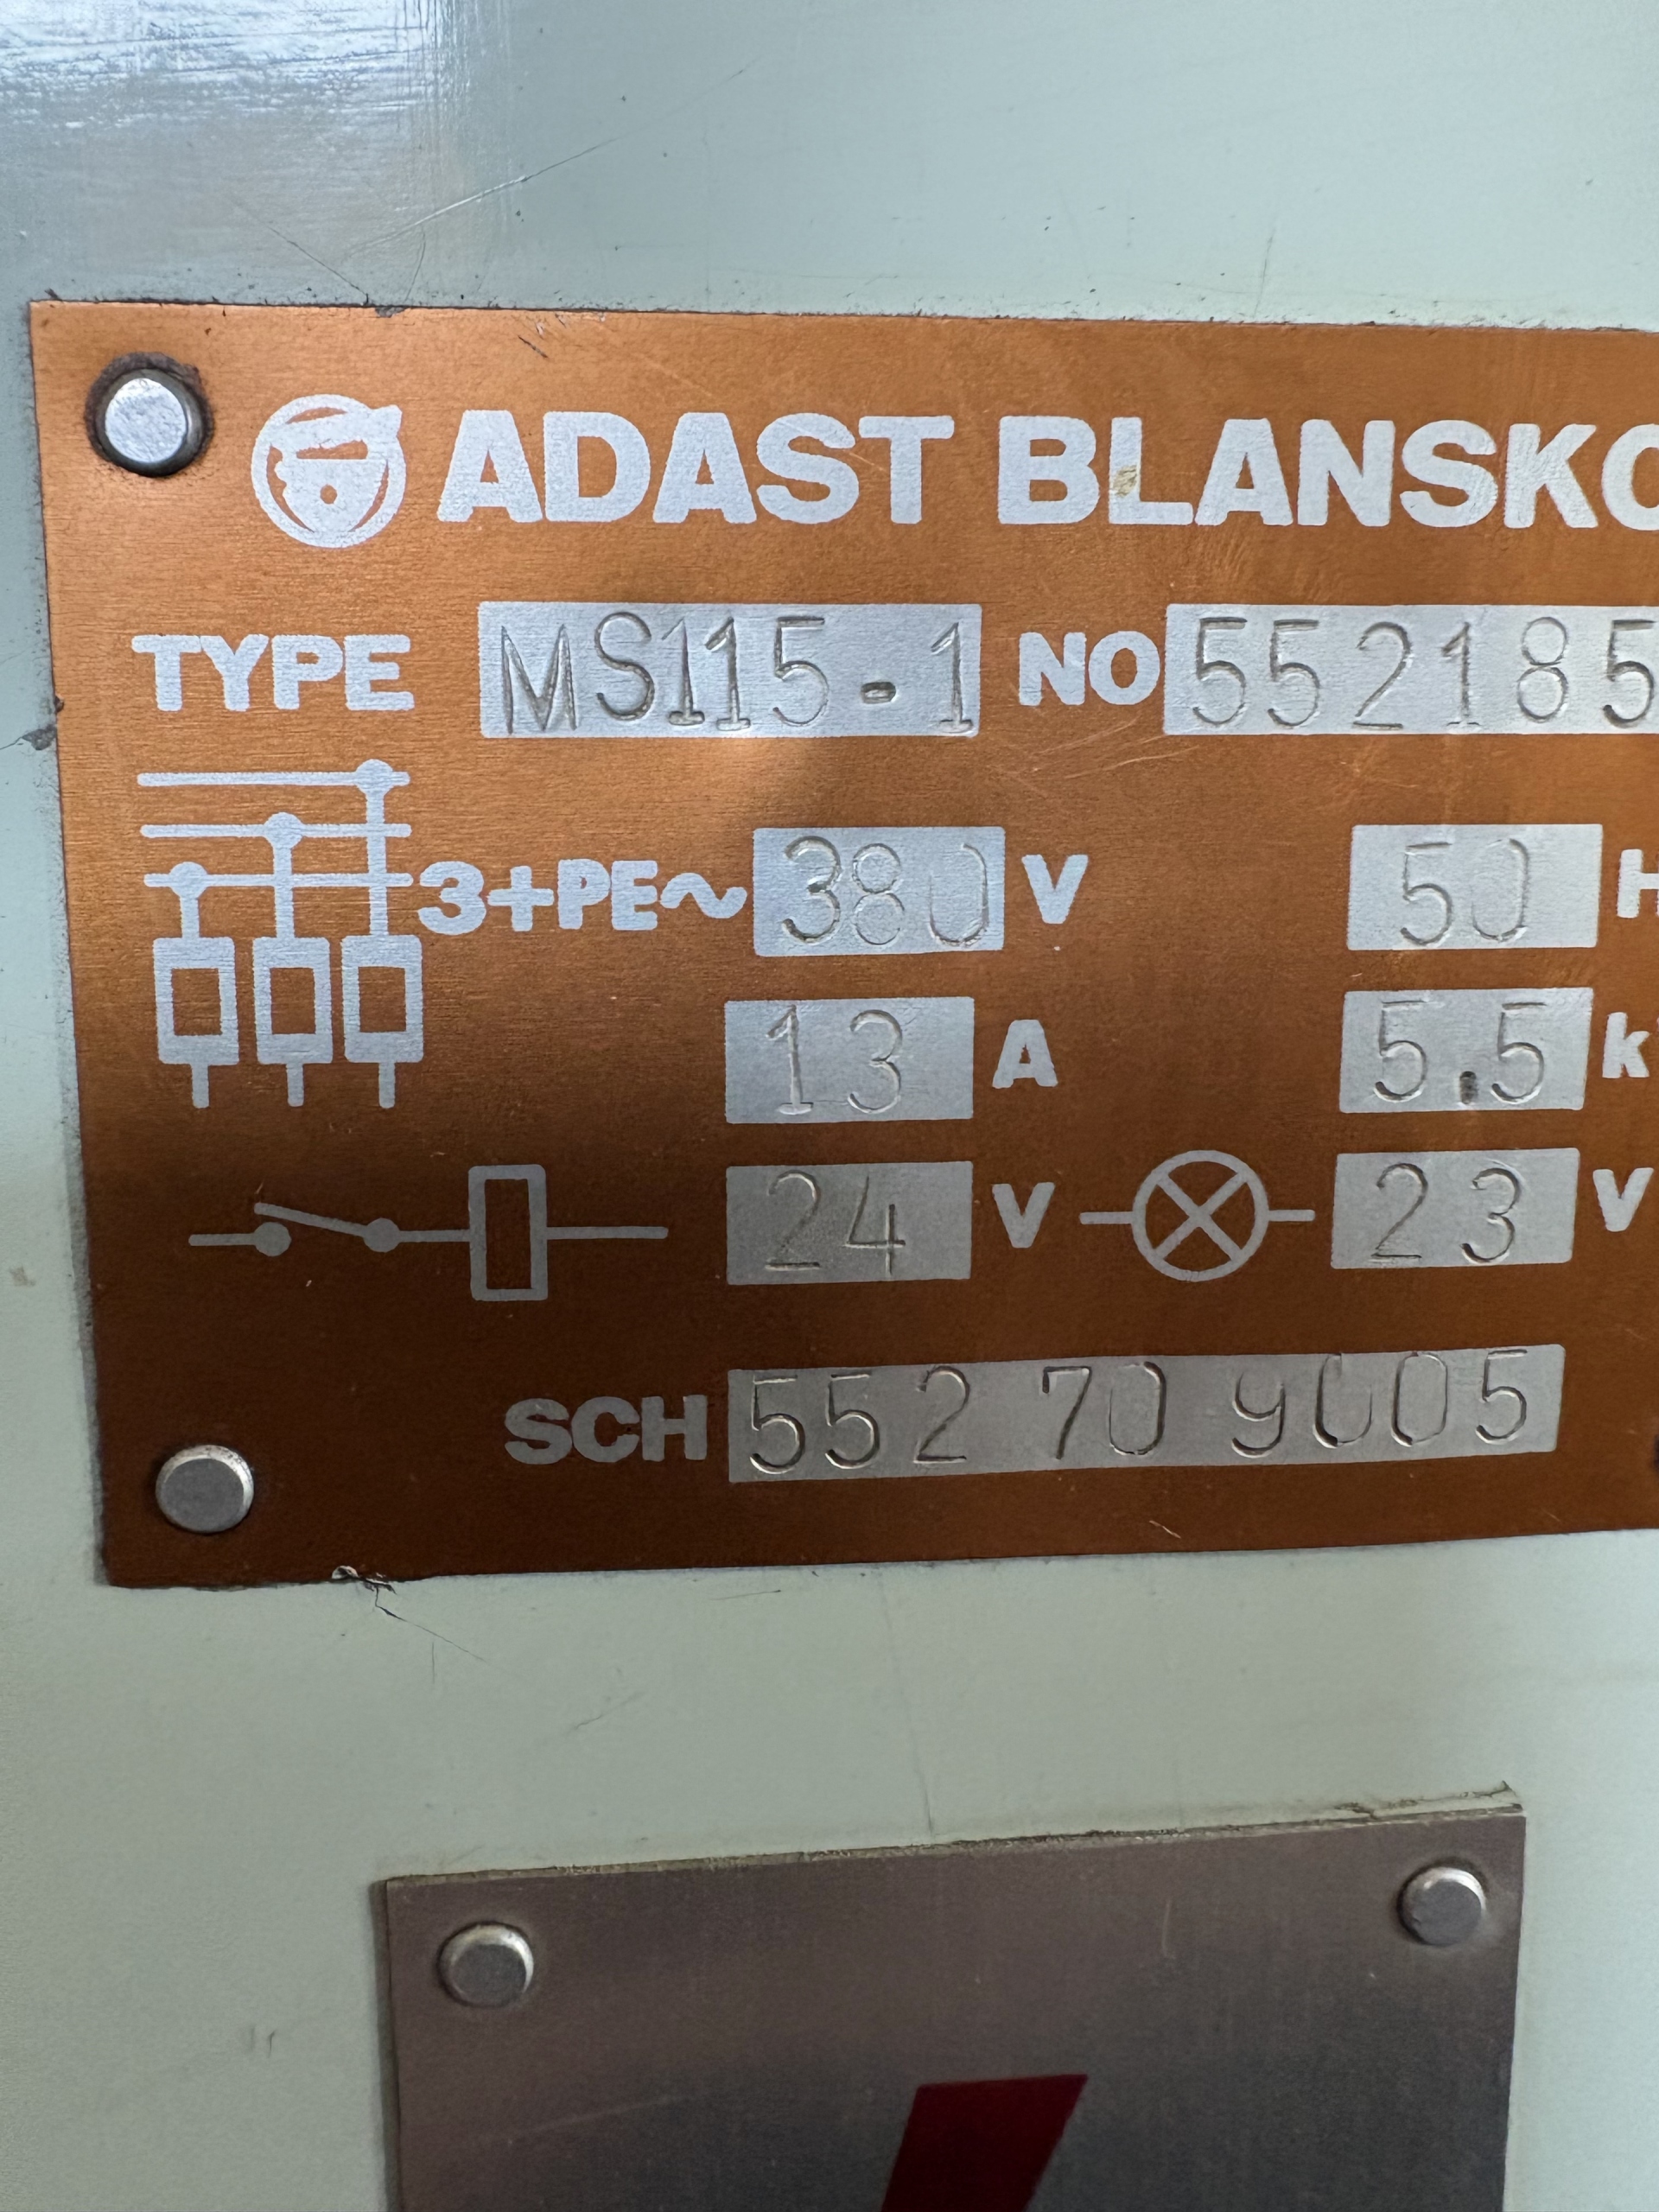 ADAST BLANSKO
TYPE MS115-1 NO 552185
3+PE~ 380 V 50 H
13 A 5.5 k
24 V 23 V
SCH 552 70 9005